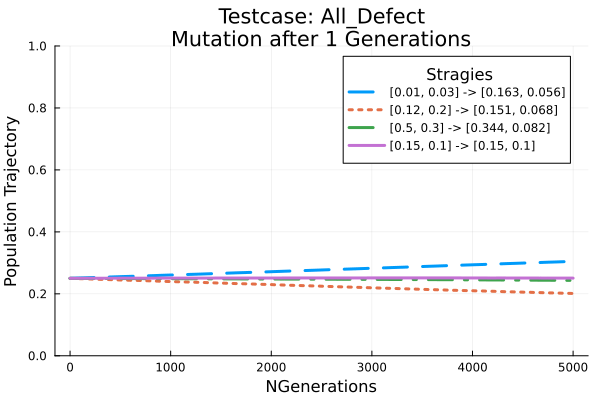 Testcase: All_Defect
Mutation after 1 Generations
Stragies
[0.01, 0.03] -> [0.163, 0.056]
[0.12, 0.2] -> [0.151, 0.068]
[0.5, 0.3] -> [0.344, 0.082]
[0.15, 0.1] -> [0.15, 0.1]
Population Trajectory
1.0
0.8
0.6
0.4
0.2
0.0
0 1000 2000 3000 4000 5000
NGenerations